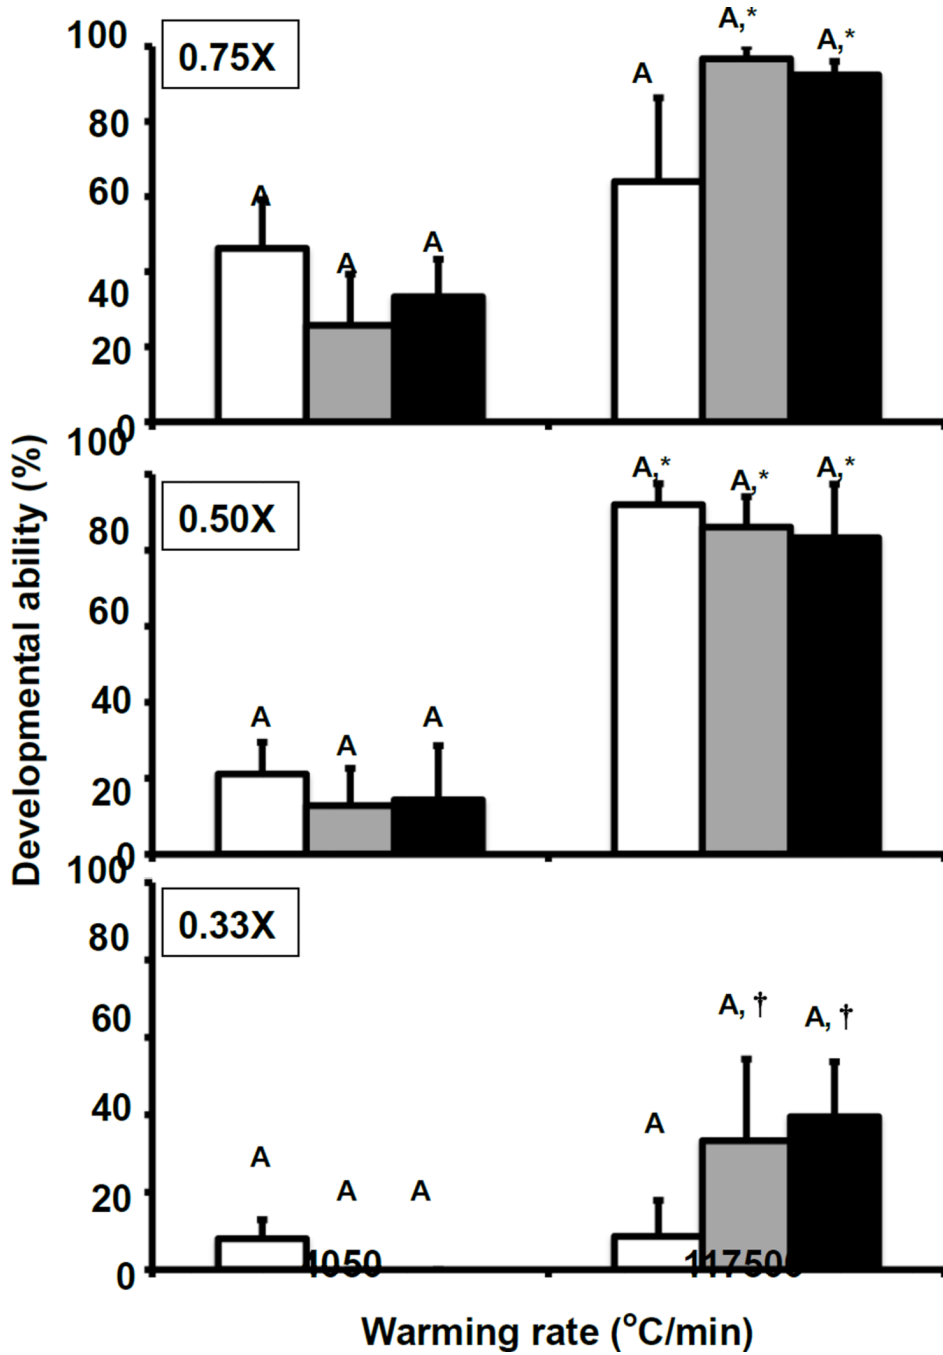 Developmental ability (%)
0.75X
100
80
60
40
20
0
A
A
A
A
A,*
A,*
0.50X
100
80
60
40
20
0
A
A
A
A,*
A,*
A,*
0.33X
100
80
60
40
20
0
A
A
A
A
A, †
A, †
1050
117500
Warming rate (°C/min)